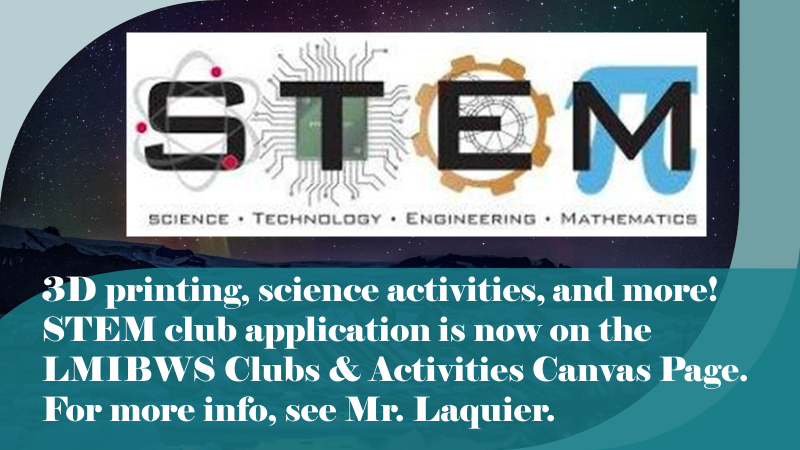 STEM
SCIENCE • TECHNOLOGY • ENGINEERING • MATHEMATICS
3D printing, science activities, and more!
STEM club application is now on the
LMIBWS Clubs & Activities Canvas Page.
For more info, see Mr. Laquier.